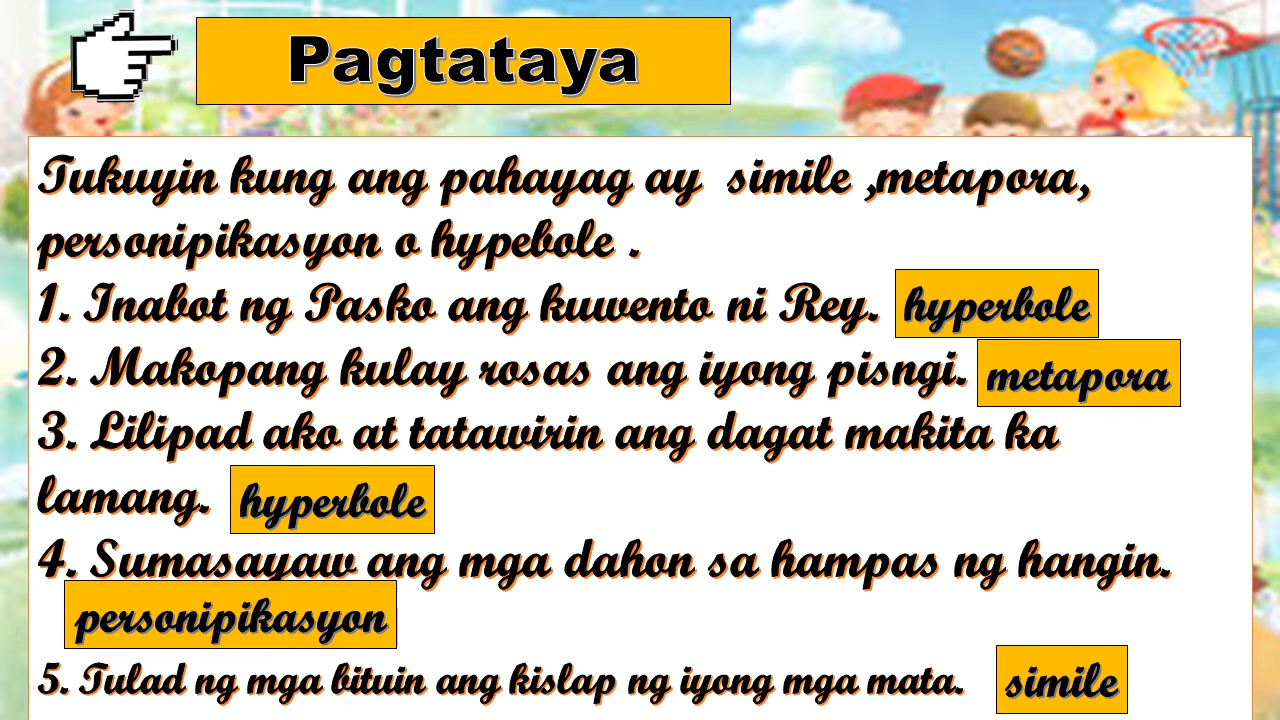 Pagtataya
Tukuyin kung ang pahayag ay simile ,metapora,
personipikasyon o hypebole .
1. Inabot ng Pasko ang kuwento ni Rey. hyperbole
2. Makopang kulay rosas ang iyong pisngi. metapora
3. Lilipad ako at tatawirin ang dagat makita ka
lamang. hyperbole
4. Sumasayaw ang mga dahon sa hampas ng hangin.
personipikasyon
5. Tulad ng mga bituin ang kislap ng iyong mga mata. simile